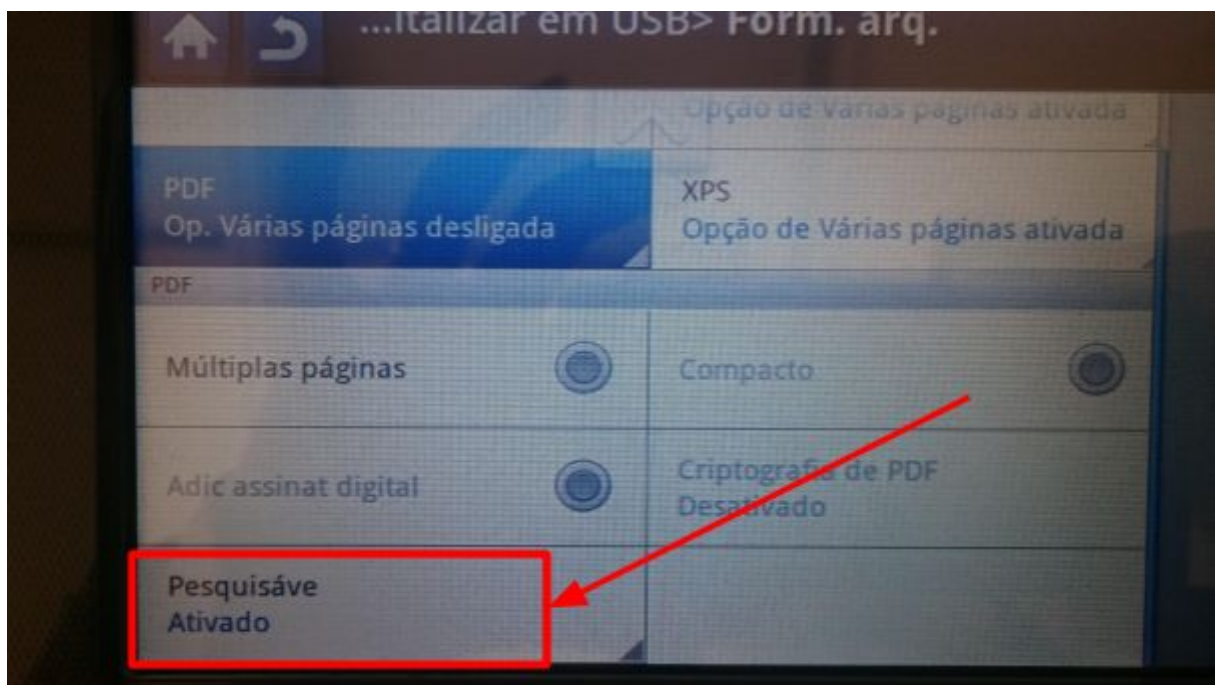 ...italizar em USB> Form. arq.
Opção de Várias páginas ativada
PDF
Op. Várias páginas desligada
XPS
Opção de Várias páginas ativada
PDF
Múltiplas páginas
Compacto
Adic assinat digital
Criptografia de PDF
Desativado
Pesquisáve
Ativado